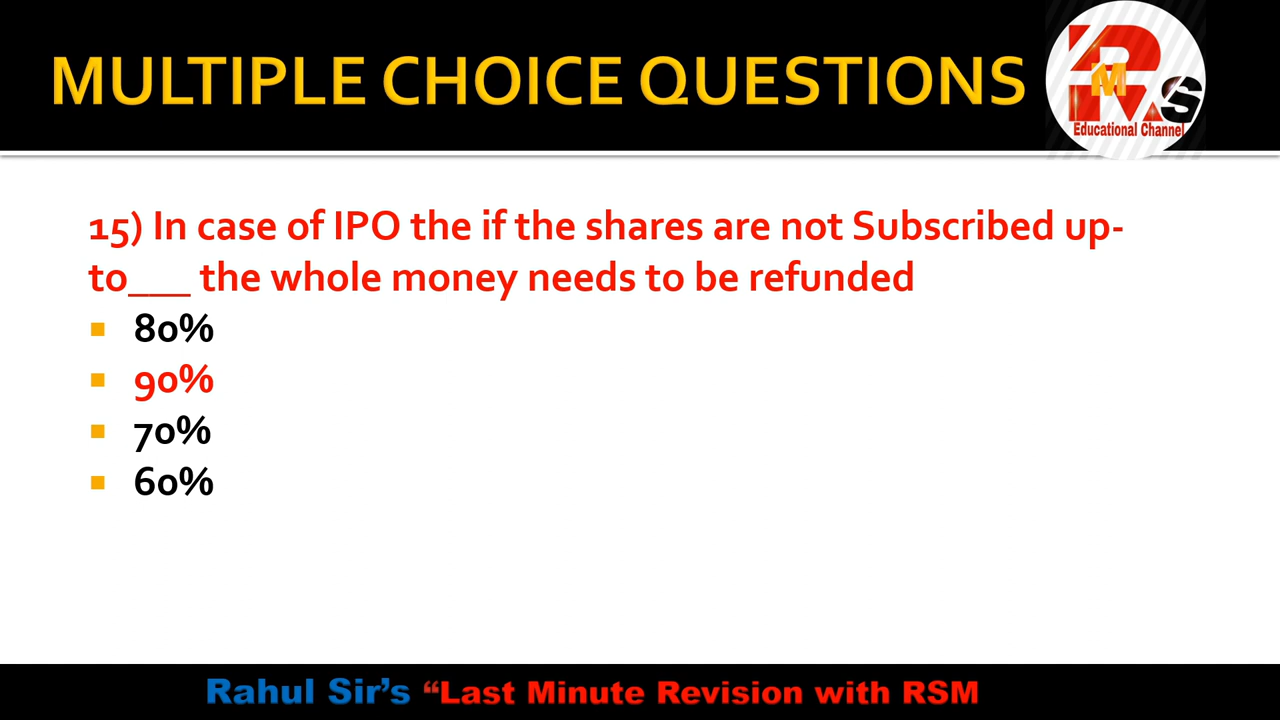 MULTIPLE CHOICE QUESTIONS
RMS
Educational Channel
15) In case of IPO the if the shares are not Subscribed up-
to___ the whole money needs to be refunded
80%
90%
70%
60%
Rahul Sir's “Last Minute Revision with RSM